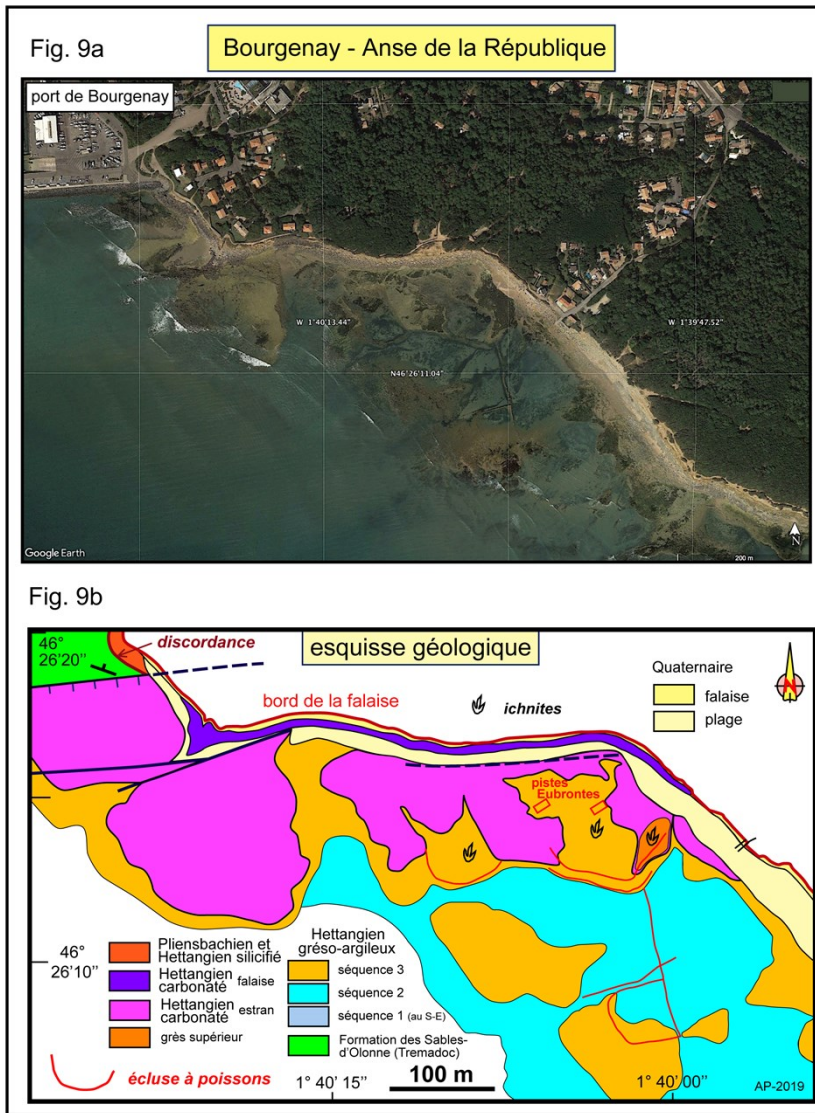 Fig. 9a
Bourgenay - Anse de la République
port de Bourgenay
W 1°40'13.44"
W 1°39'47.52"
N46°26'11.04"
Google Earth
200 m
N
Fig. 9b
esquisse géologique
46°
26'20’’
discordance
bord de la falaise
ichnites
Quaternaire
falaise
plage
N
pistes
Eubrontes
46°
26’10’’
Pliensbachien et
Hettangien silicifié
Hettangien
carbonaté falaise
Hettangien
carbonaté estran
grès supérieur
écluse à poissons
Hettangien
gréso-argileux
séquence 3
séquence 2
séquence 1 (au S-E)
Formation des Sables-
d’Olonne (Tremadoc)
1° 40’ 15’’
100 m
1° 40’ 00’’
AP-2019